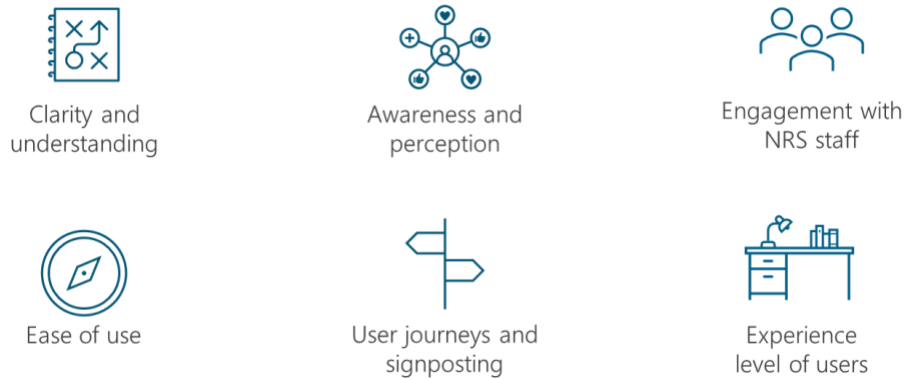 Clarity and
understanding
Awareness and
perception
Engagement with
NRS staff
Ease of use
User journeys and
signposting
Experience
level of users